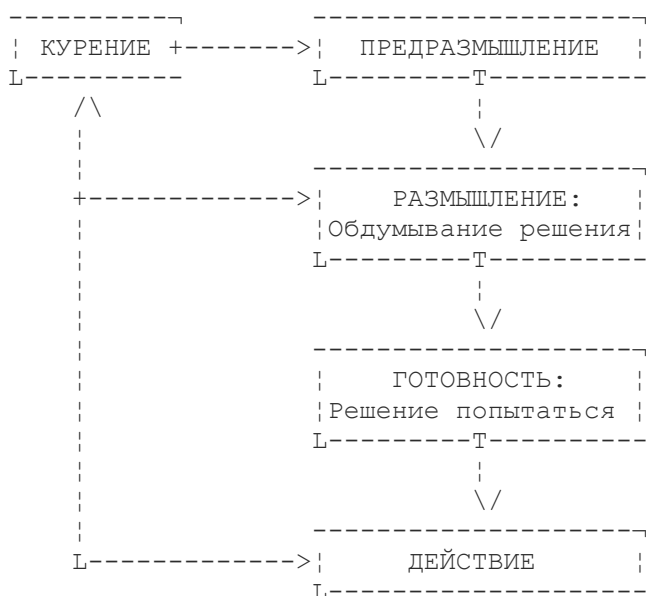 КУРЕНИЕ
ПРЕДРАЗМЫШЛЕНИЕ
РАЗМЫШЛЕНИЕ:
Обдумывание решения
ГОТОВНОСТЬ:
Решение попытаться
ДЕЙСТВИЕ